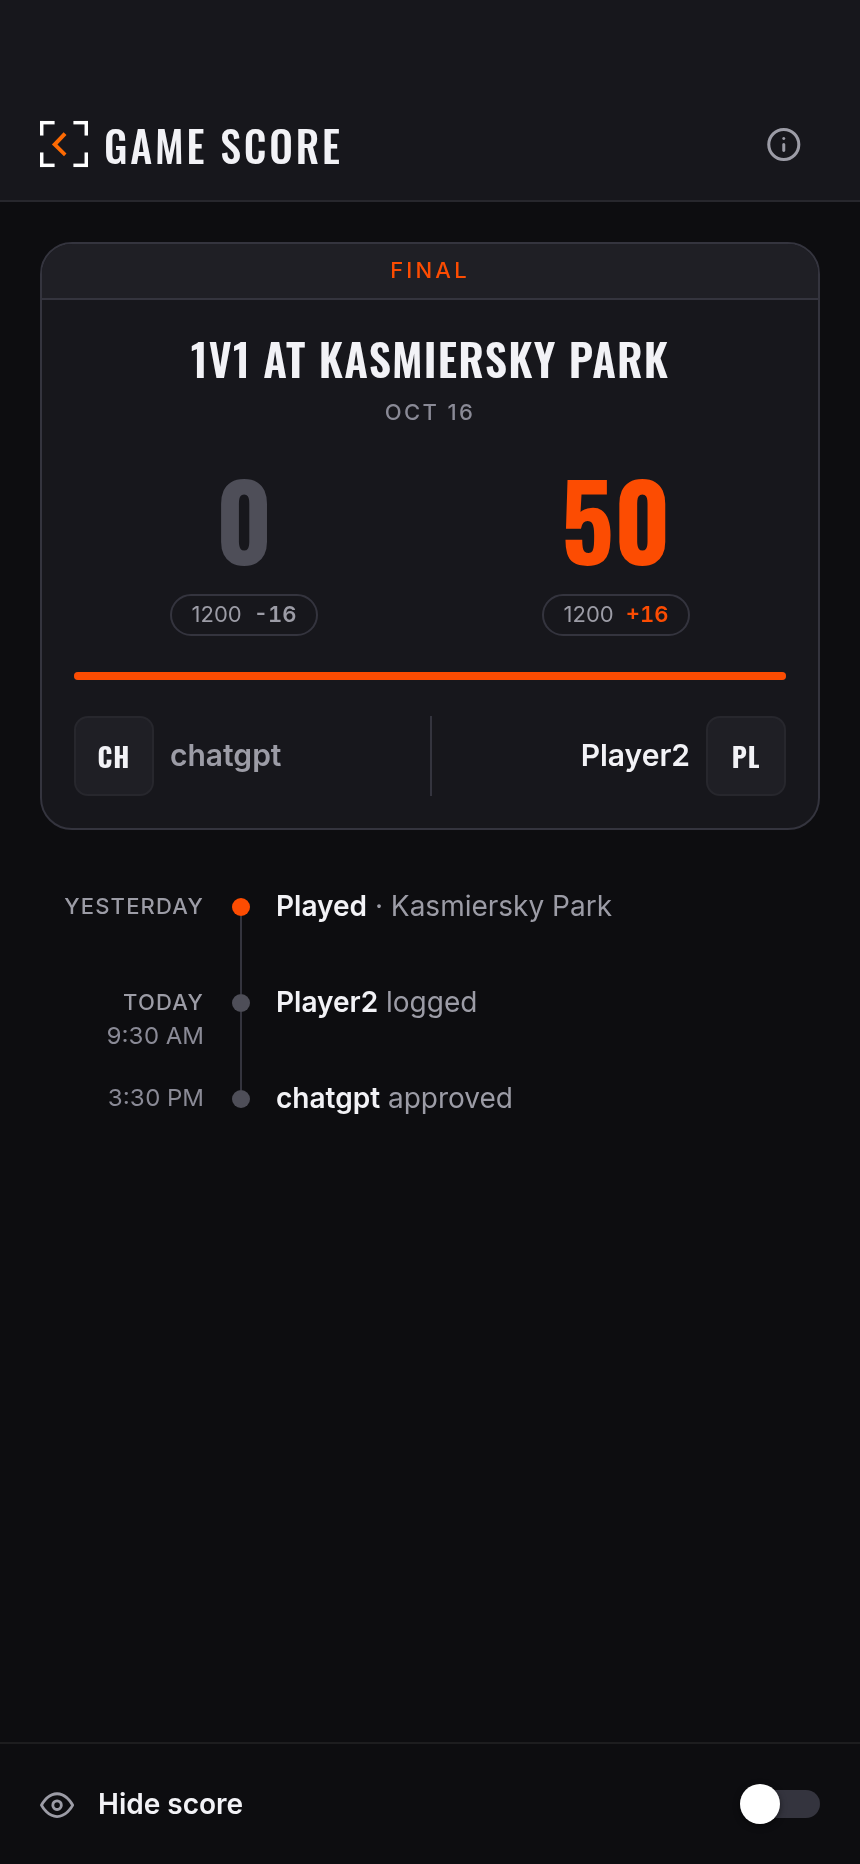 GAME SCORE
FINAL
1V1 AT KASMIERSKY PARK
OCT 16
0 50
1200 -16 1200 +16
CH chatgpt Player2 PL
YESTERDAY Played · Kasmiersky Park
TODAY Player2 logged
9:30 AM
3:30 PM chatgpt approved
Hide score